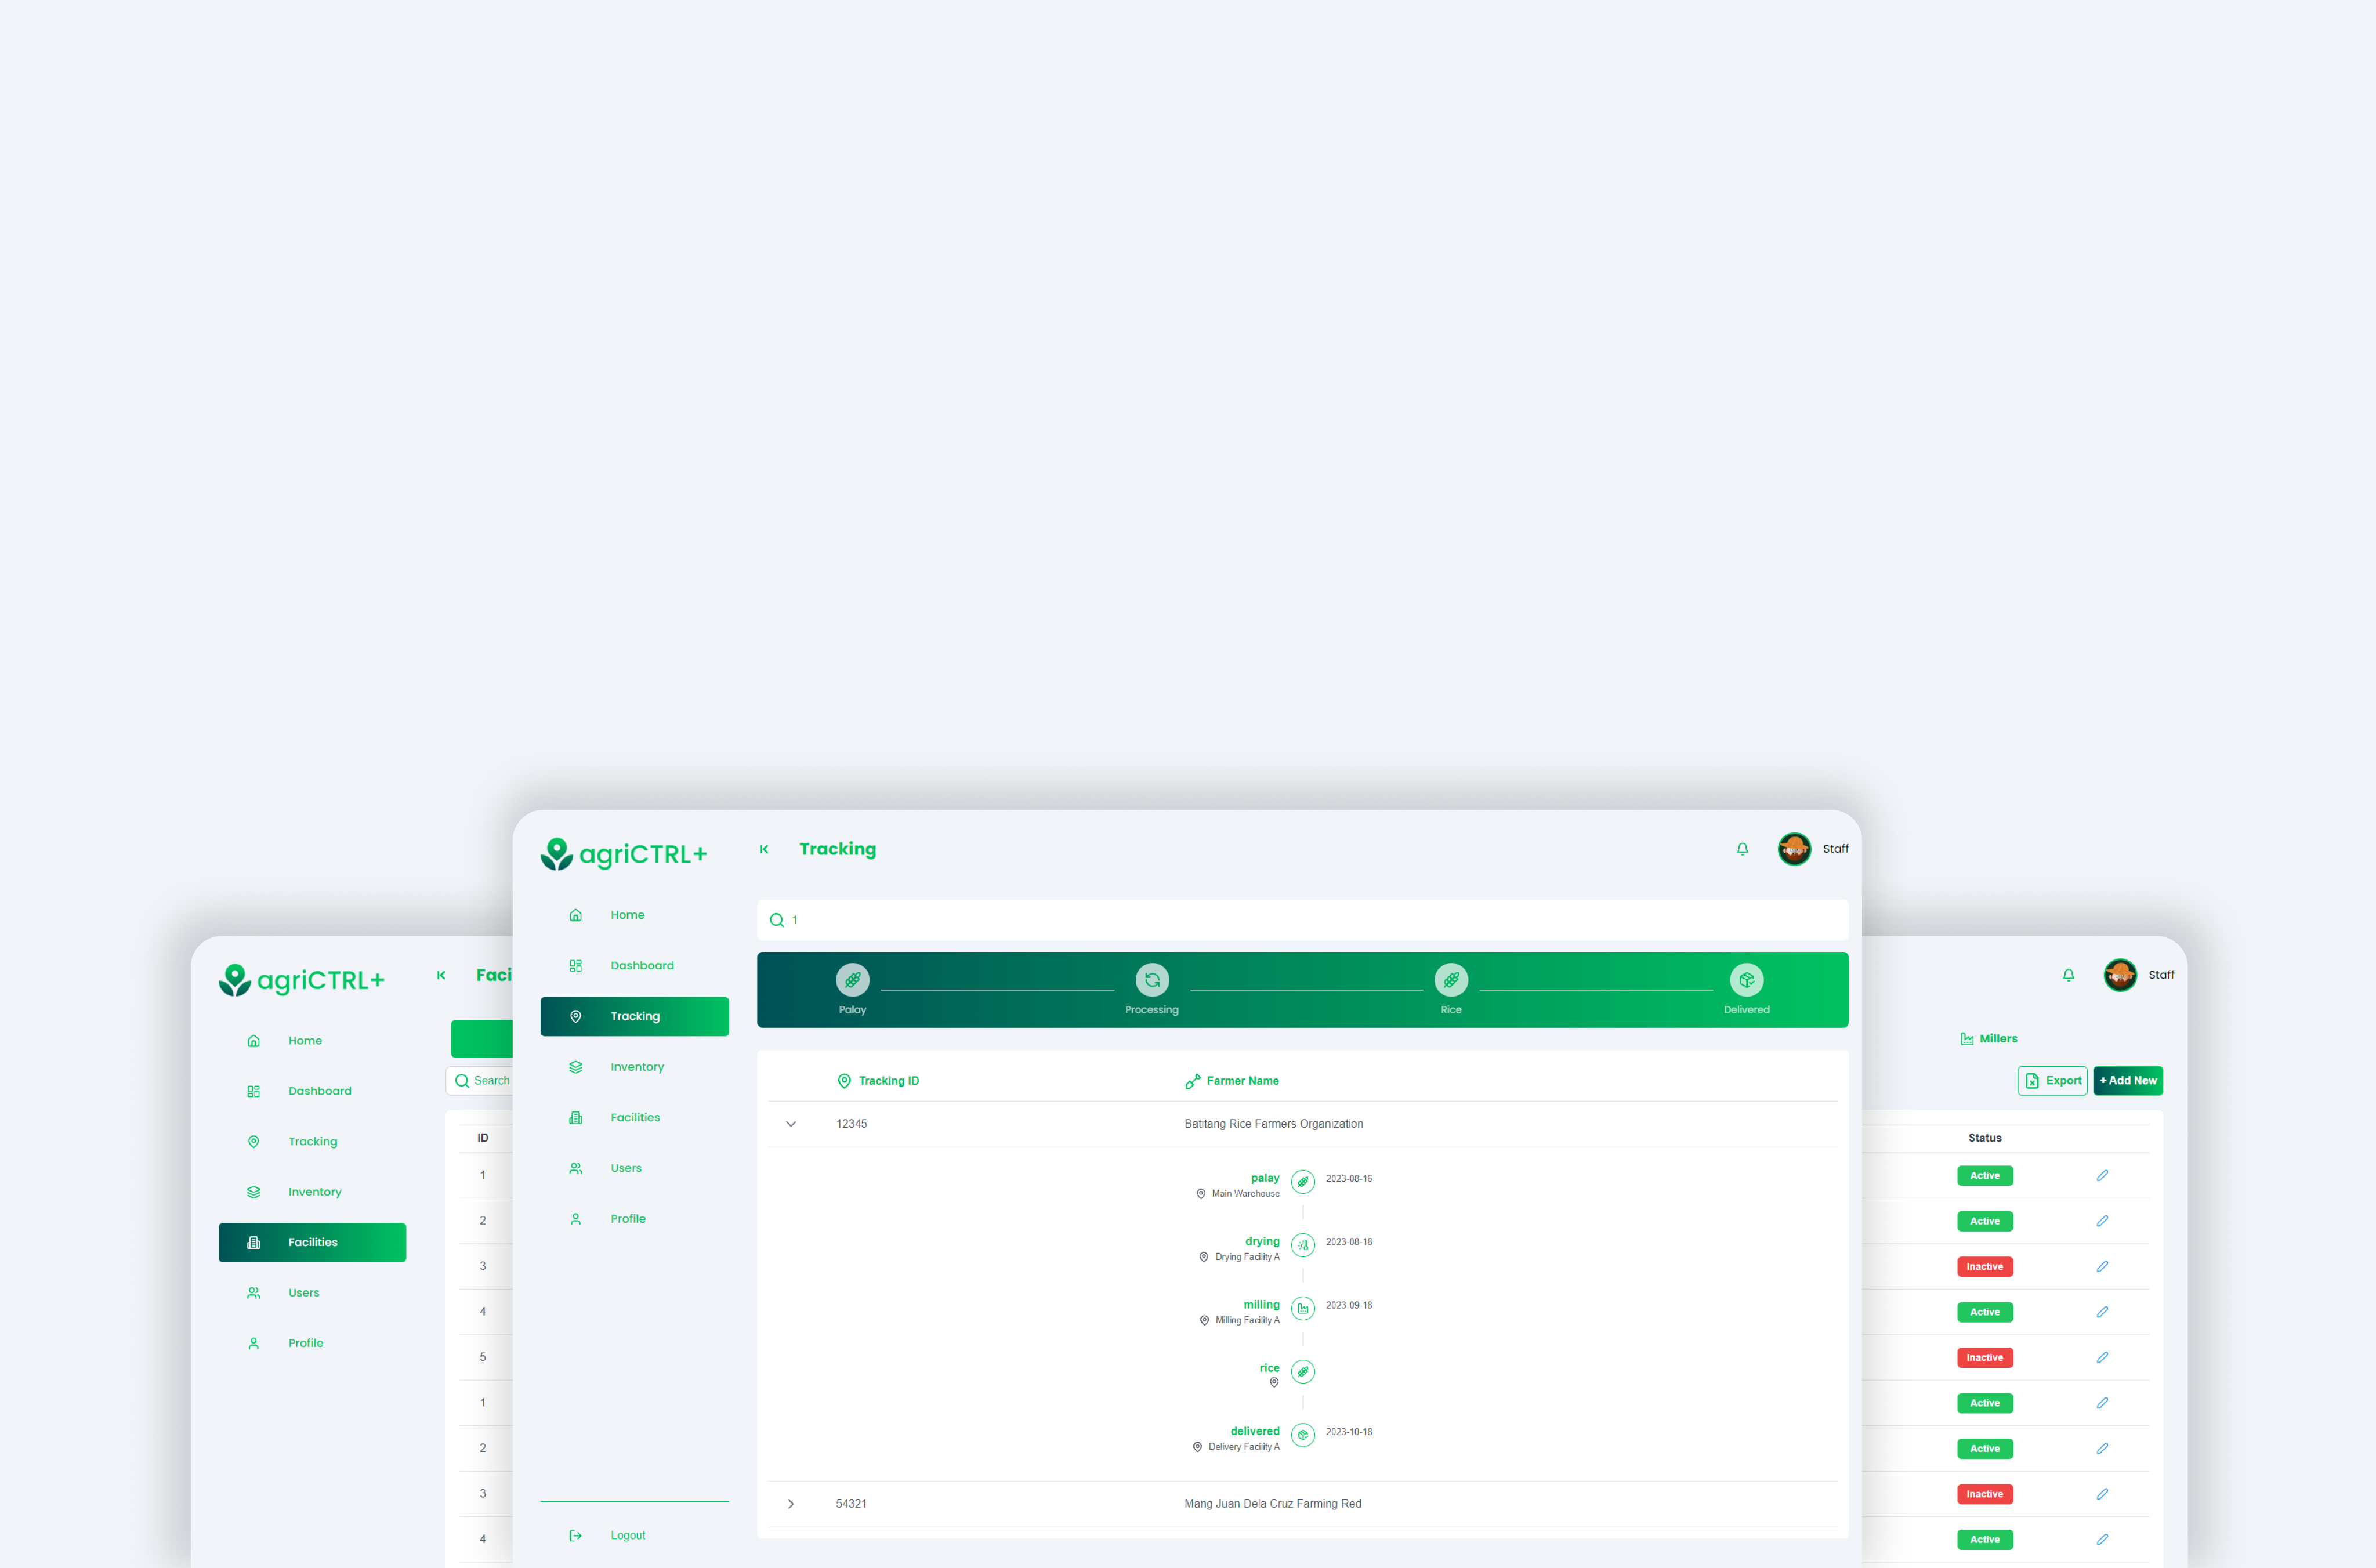 agriCTRL+
Tracking
Staff
Home
Dashboard
Tracking
Inventory
Facilities
Users
Profile
Logout
1
Palay
Processing
Rice
Delivered
Tracking ID
Farmer Name
12345
Batitang Rice Farmers Organization
palay
Main Warehouse
2023-08-16
drying
Drying Facility A
2023-08-18
milling
Milling Facility A
2023-09-18
rice
delivered
Delivery Facility A
2023-10-18
54321
Mang Juan Dela Cruz Farming Red
agriCTRL+
Faci
Home
Dashboard
Tracking
Inventory
Facilities
Users
Profile
Search
ID
1
2
3
4
5
1
2
3
4
Staff
Millers
Export
+ Add New
Status
Active
Active
Inactive
Active
Inactive
Active
Active
Inactive
Active